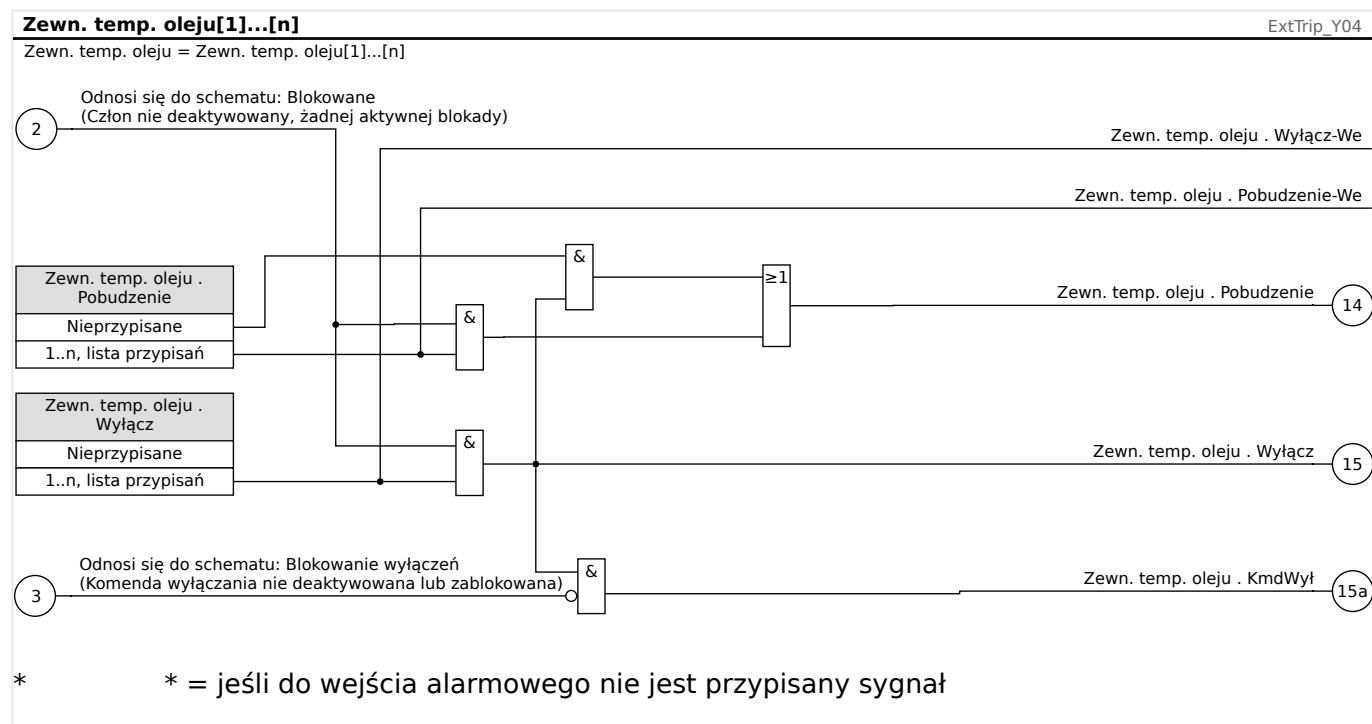 Zewn. temp. oleju[1]...[n]
ExtTrip_Y04
Zewn. temp. oleju = Zewn. temp. oleju[1]...[n]
Odnosi się do schematu: Blokowane
(Człon nie deaktywowany, żadnej aktywnej blokady)
2
Zewn. temp. oleju . Wyłącz-We
Zewn. temp. oleju . Pobudzenie-We
&
Zewn. temp. oleju .
Pobudzenie
≥1
Zewn. temp. oleju . Pobudzenie
14
Nieprzypisane
&
1..n, lista przypisań
Zewn. temp. oleju .
Wyłącz
Nieprzypisane
&
1..n, lista przypisań
Zewn. temp. oleju . Wyłącz
15
Odnosi się do schematu: Blokowanie wyłączeń
(Komenda wyłączania nie deaktywowana lub zablokowana)
3
&
Zewn. temp. oleju . KmdWył
15a
* * = jeśli do wejścia alarmowego nie jest przypisany sygnał